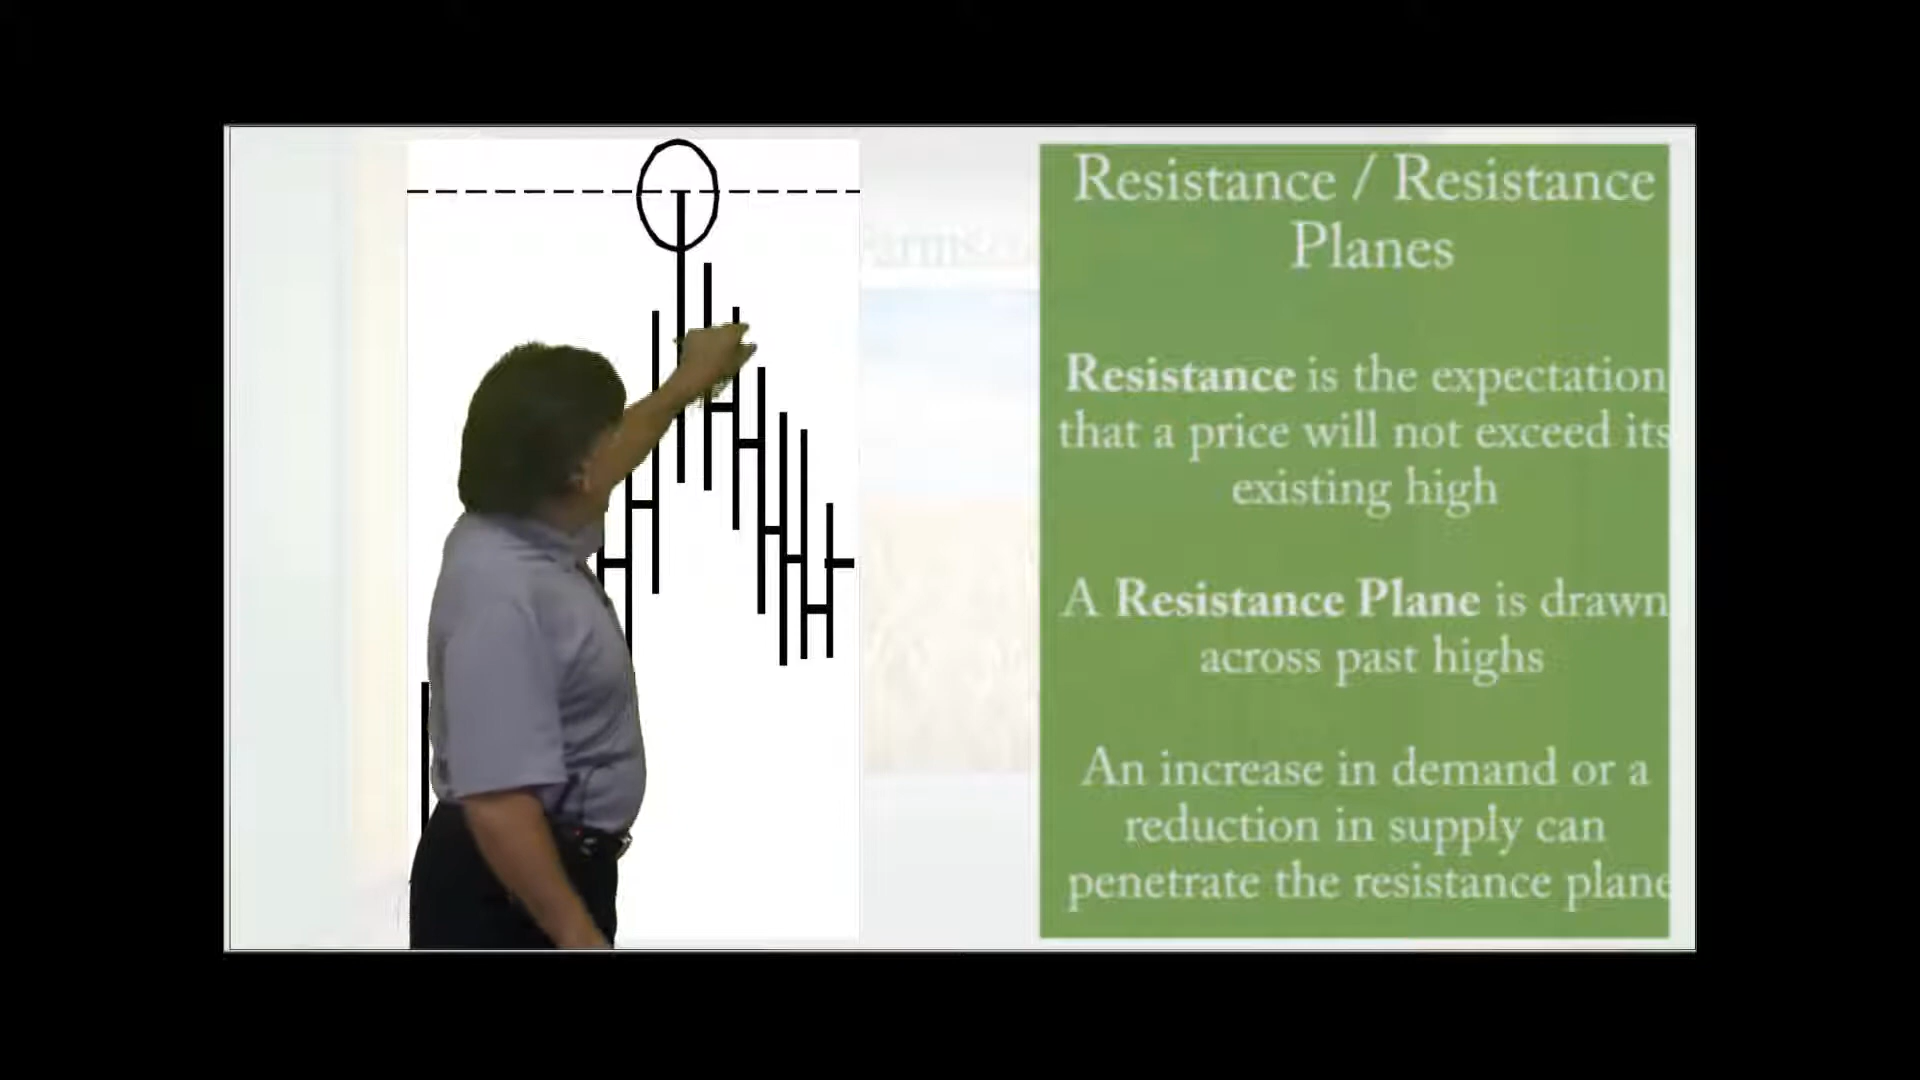 Resistance / Resistance
Planes
Resistance is the expectation
that a price will not exceed its
existing high
A Resistance Plane is drawn
across past highs
An increase in demand or a
reduction in supply can
penetrate the resistance plane